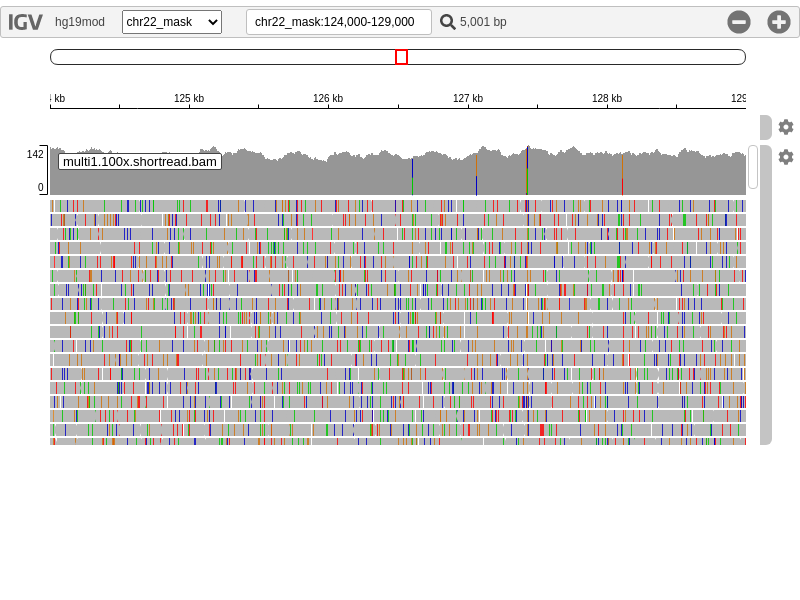 IGV hg19mod chr22_mask chr22_mask:124,000-129,000 5,001 bp
kb 125 kb 126 kb 127 kb 128 kb 129
142
multi1.100x.shortread.bam
0